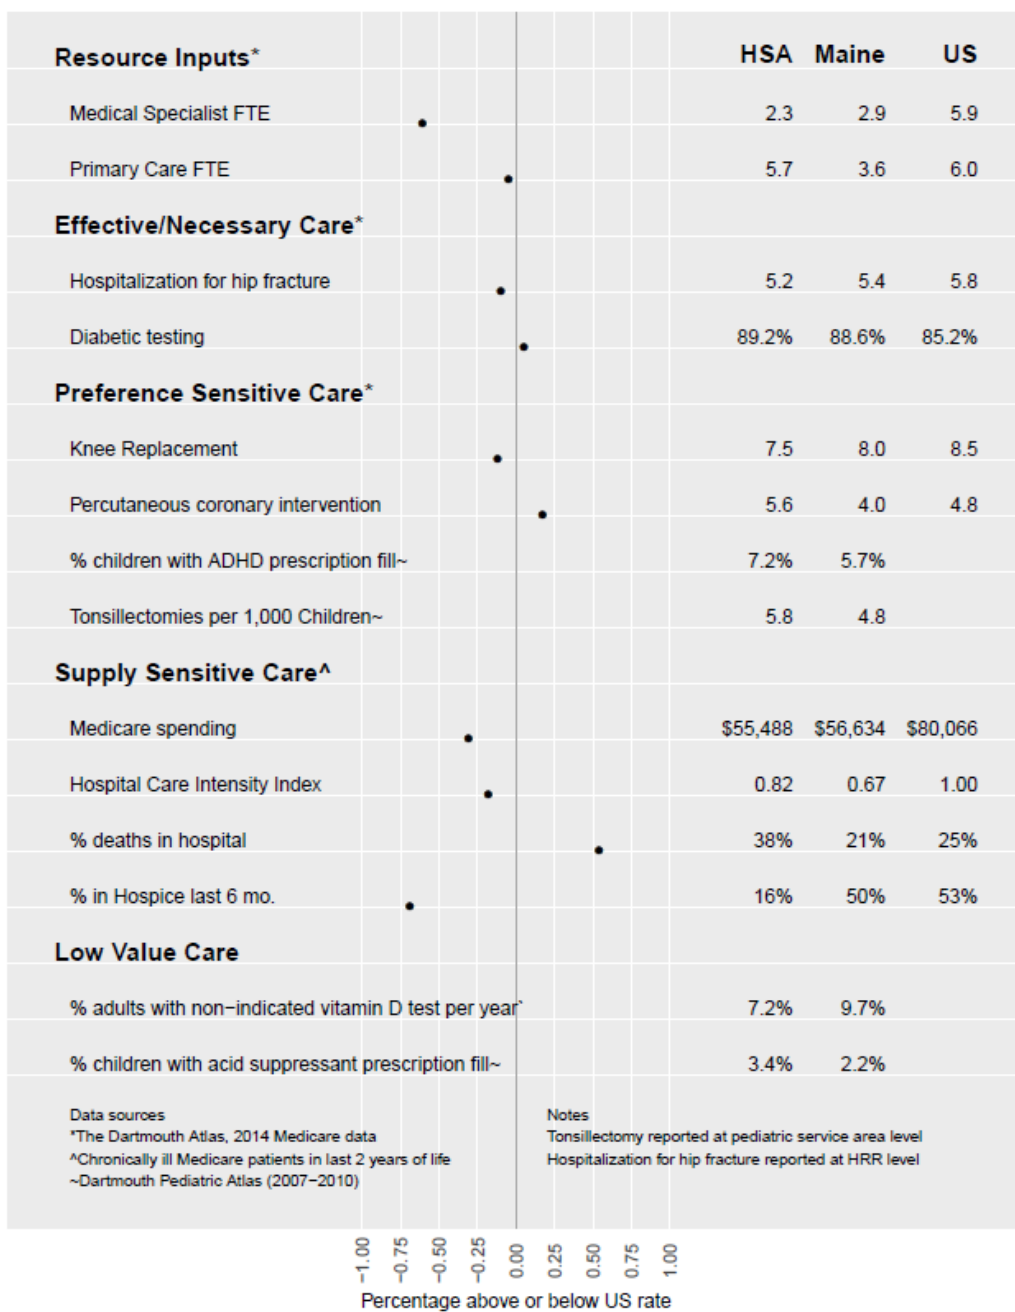 Resource Inputs* HSA Maine US
Medical Specialist FTE 2.3 2.9 5.9
Primary Care FTE 5.7 3.6 6.0
Effective/Necessary Care*
Hospitalization for hip fracture 5.2 5.4 5.8
Diabetic testing 89.2% 88.6% 85.2%
Preference Sensitive Care*
Knee Replacement 7.5 8.0 8.5
Percutaneous coronary intervention 5.6 4.0 4.8
% children with ADHD prescription fill~ 7.2% 5.7%
Tonsillectomies per 1,000 Children~ 5.8 4.8
Supply Sensitive Care^
Medicare spending $55,488 $56,634 $80,066
Hospital Care Intensity Index 0.82 0.67 1.00
% deaths in hospital 38% 21% 25%
% in Hospice last 6 mo. 16% 50% 53%
Low Value Care
% adults with non−indicated vitamin D test per year` 7.2% 9.7%
% children with acid suppressant prescription fill~ 3.4% 2.2%
Data sources
*The Dartmouth Atlas, 2014 Medicare data
^Chronically ill Medicare patients in last 2 years of life
~Dartmouth Pediatric Atlas (2007−2010)
Notes
Tonsillectomy reported at pediatric service area level
Hospitalization for hip fracture reported at HRR level
−1.00 −0.75 −0.50 −0.25 0.00 0.25 0.50 0.75 1.00
Percentage above or below US rate